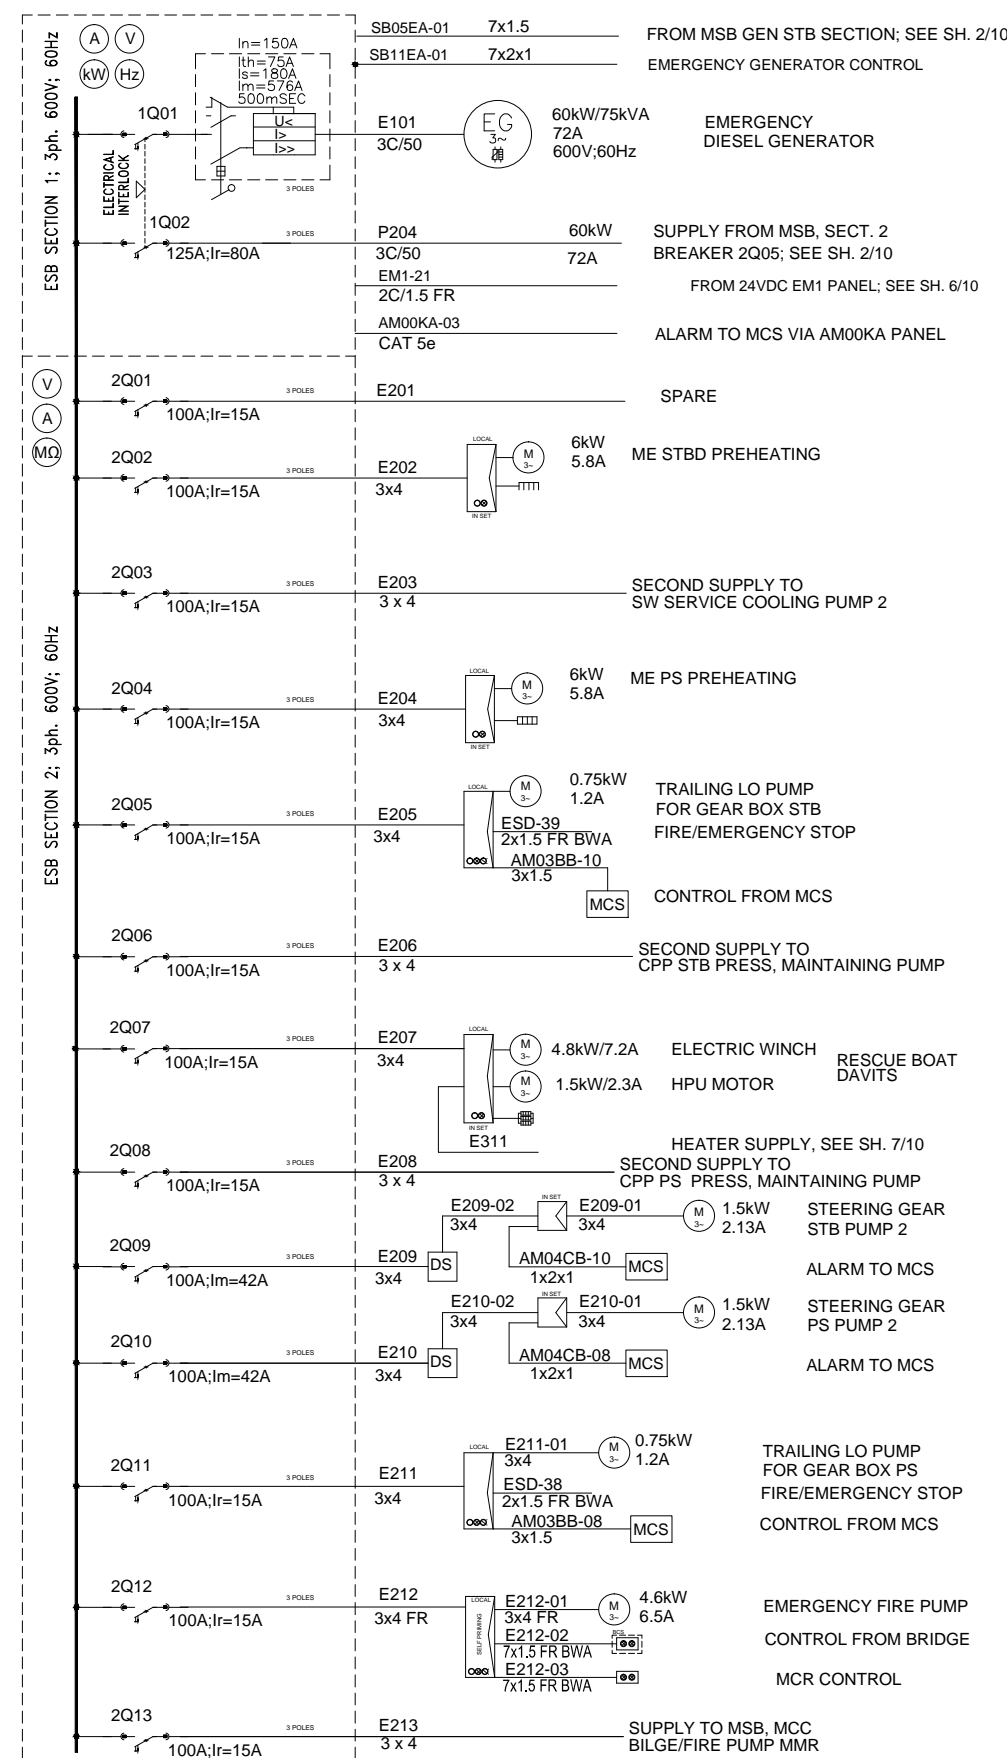 ESB SECTION 1; 3ph. 600V; 60Hz
A
V
kW
Hz
SB05EA-01
7x1.5
FROM MSB GEN STB SECTION; SEE SH. 2/10
SB11EA-01
7x2x1
EMERGENCY GENERATOR CONTROL
In=150A
Ith=75A
Is=180A
Im=576A
500mSEC
1Q01
U<
I>
I>>
3 POLES
E101
3C/50
EG
3~
60kW/75kVA
72A
600V;60Hz
EMERGENCY
DIESEL GENERATOR
ELECTRICAL
INTERLOCK
1Q02
125A;Ir=80A
3 POLES
P204
3C/50
60kW
72A
SUPPLY FROM MSB, SECT. 2
BREAKER 2Q05; SEE SH. 2/10
EM1-21
2C/1.5 FR
FROM 24VDC EM1 PANEL; SEE SH. 6/10
AM00KA-03
CAT 5e
ALARM TO MCS VIA AM00KA PANEL
ESB SECTION 2; 3ph. 600V; 60Hz
V
A
MΩ
2Q01
100A;Ir=15A
3 POLES
E201
SPARE
2Q02
100A;Ir=15A
3 POLES
E202
3x4
LOCAL
IN SET
M
3~
6kW
5.8A
ME STBD PREHEATING
2Q03
100A;Ir=15A
3 POLES
E203
3 x 4
SECOND SUPPLY TO
SW SERVICE COOLING PUMP 2
2Q04
100A;Ir=15A
3 POLES
E204
3x4
LOCAL
IN SET
M
3~
6kW
5.8A
ME PS PREHEATING
2Q05
100A;Ir=15A
3 POLES
E205
3x4
LOCAL
M
3~
0.75kW
1.2A
TRAILING LO PUMP
FOR GEAR BOX STB
ESD-39
2x1.5 FR BWA
FIRE/EMERGENCY STOP
AM03BB-10
3x1.5
MCS
CONTROL FROM MCS
2Q06
100A;Ir=15A
3 POLES
E206
3 x 4
SECOND SUPPLY TO
CPP STB PRESS, MAINTAINING PUMP
2Q07
100A;Ir=15A
3 POLES
E207
3x4
LOCAL
IN SET
M
3~
4.8kW/7.2A
ELECTRIC WINCH
M
3~
1.5kW/2.3A
HPU MOTOR
RESCUE BOAT
DAVITS
E311
HEATER SUPPLY, SEE SH. 7/10
2Q08
100A;Ir=15A
3 POLES
E208
3 x 4
SECOND SUPPLY TO
CPP PS PRESS, MAINTAINING PUMP
2Q09
100A;Im=42A
3 POLES
E209
3x4
DS
E209-02
3x4
IN SET
E209-01
3x4
M
3~
1.5kW
2.13A
STEERING GEAR
STB PUMP 2
AM04CB-10
1x2x1
MCS
ALARM TO MCS
2Q10
100A;Im=42A
3 POLES
E210
3x4
DS
E210-02
3x4
IN SET
E210-01
3x4
M
3~
1.5kW
2.13A
STEERING GEAR
PS PUMP 2
AM04CB-08
1x2x1
MCS
ALARM TO MCS
2Q11
100A;Ir=15A
3 POLES
E211
3x4
LOCAL
E211-01
3x4
M
3~
0.75kW
1.2A
TRAILING LO PUMP
FOR GEAR BOX PS
ESD-38
2x1.5 FR BWA
FIRE/EMERGENCY STOP
AM03BB-08
3x1.5
MCS
CONTROL FROM MCS
2Q12
100A;Ir=15A
3 POLES
E212
3x4 FR
LOCAL
SELF PRIMING
E212-01
3x4 FR
M
3~
4.6kW
6.5A
EMERGENCY FIRE PUMP
E212-02
7x1.5 FR BWA
BCS
CONTROL FROM BRIDGE
E212-03
7x1.5 FR BWA
MCR CONTROL
2Q13
100A;Ir=15A
3 POLES
E213
3 x 4
SUPPLY TO MSB, MCC
BILGE/FIRE PUMP MMR